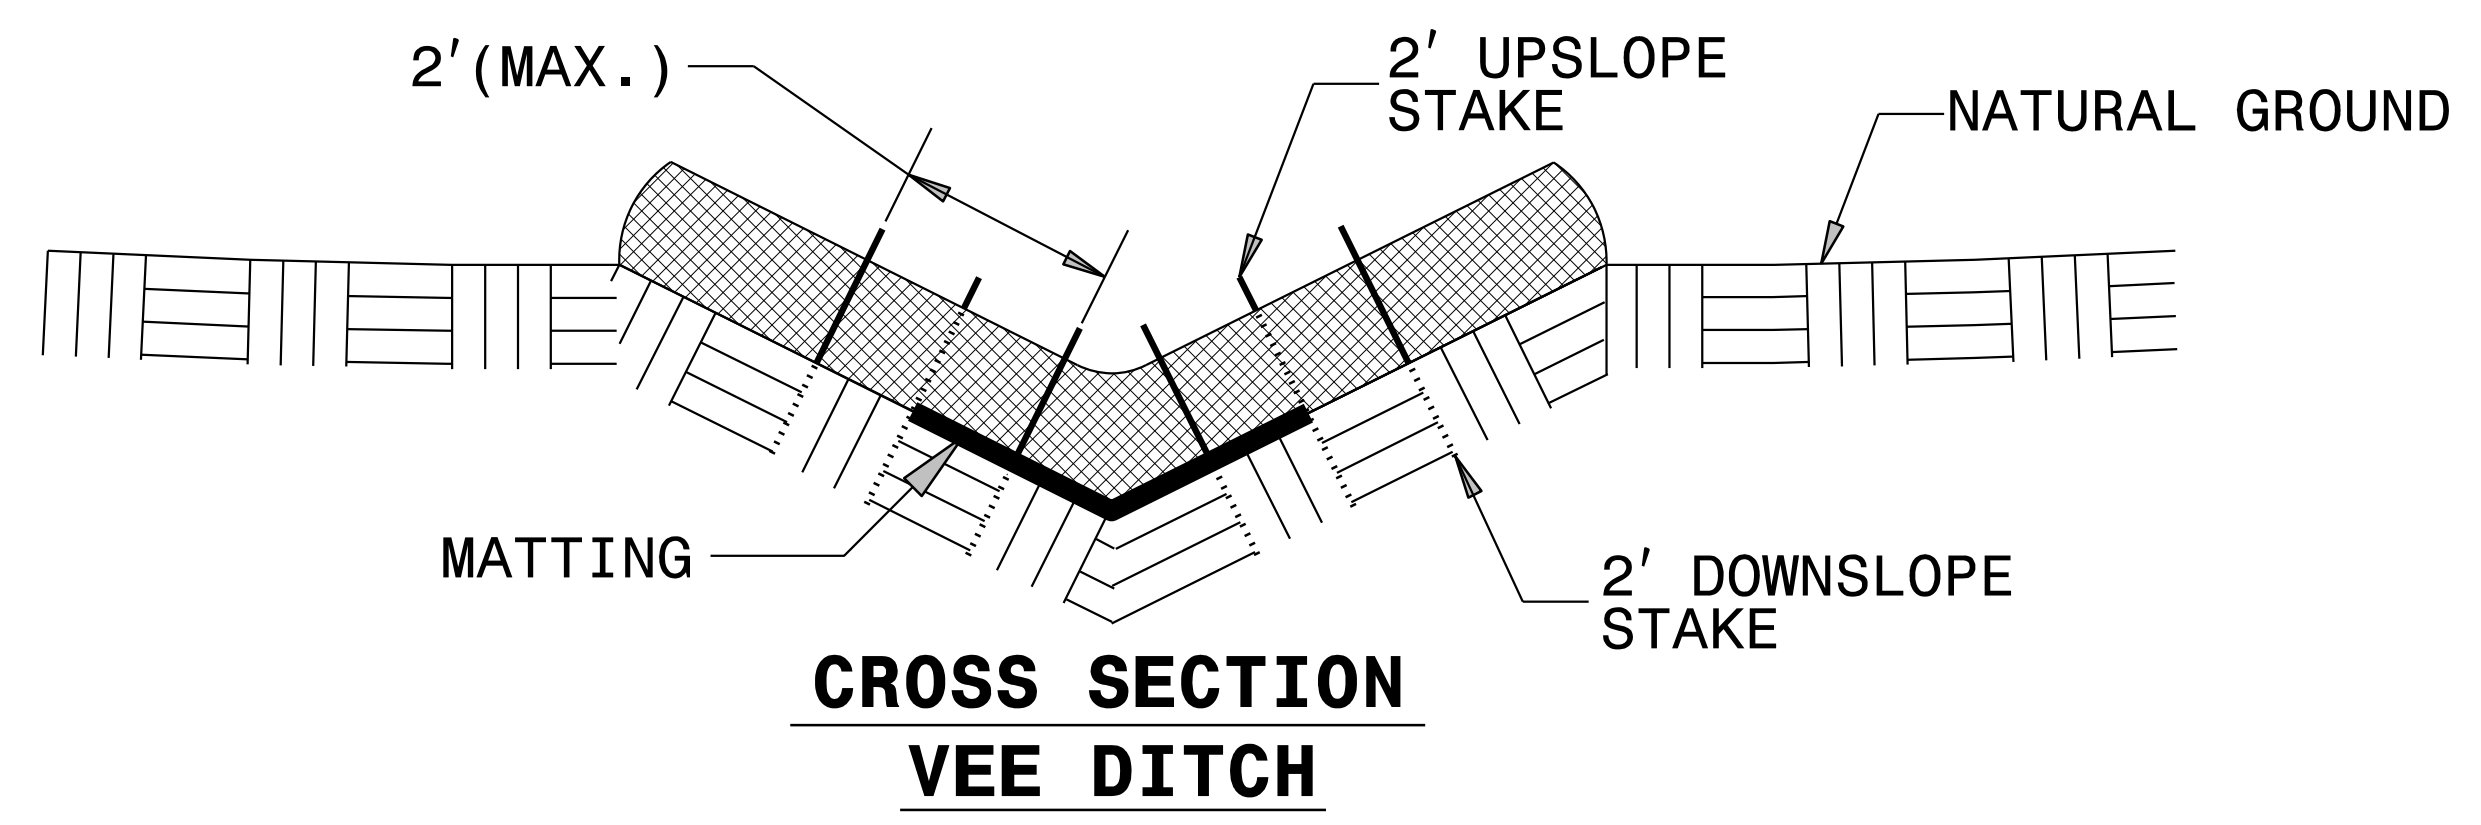 2'(MAX.)
2' UPSLOPE
STAKE
NATURAL GROUND
MATTING
2' DOWNSLOPE
STAKE
CROSS SECTION
VEE DITCH